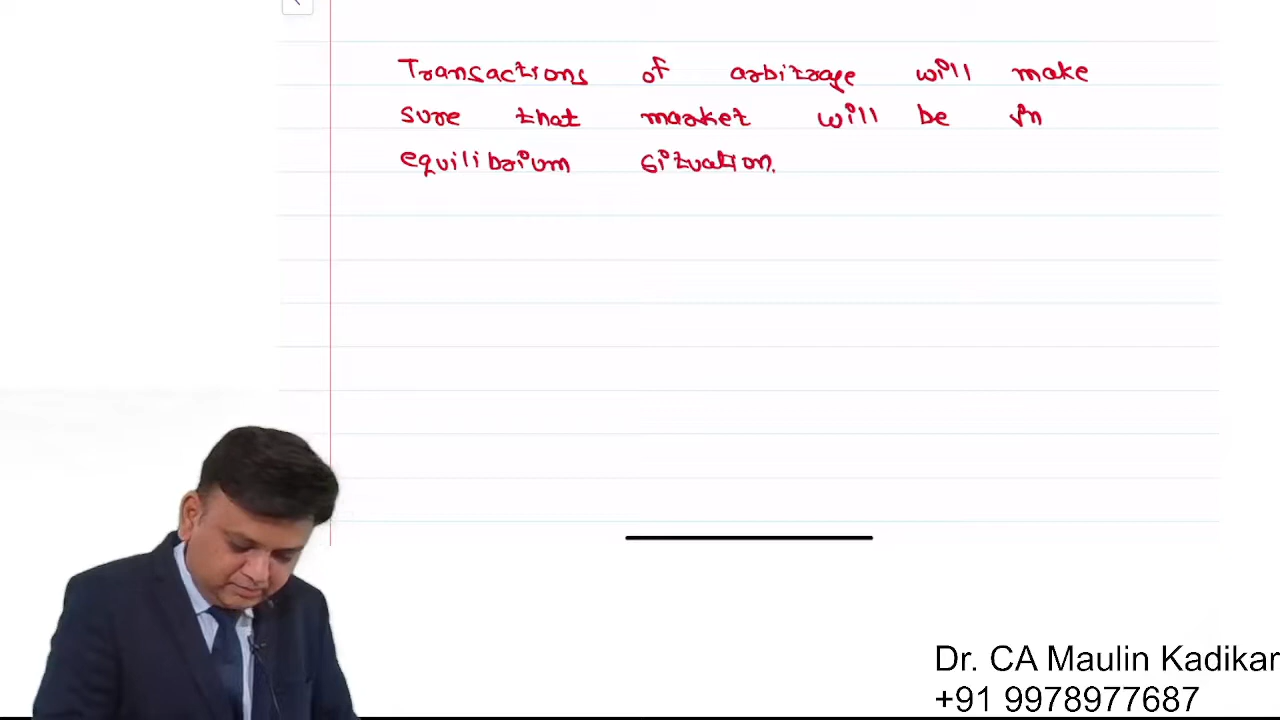 Transactions of arbitrage will make
sure that market will be in
equilibrium situation.
Dr. CA Maulin Kadikar
+91 9978977687